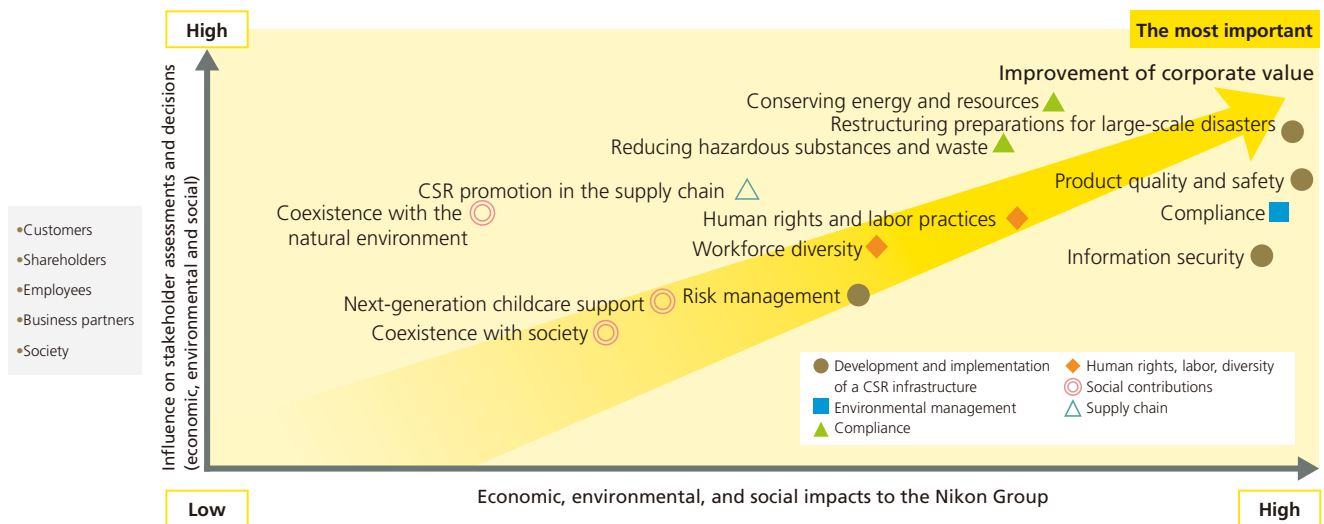 High
The most important
Improvement of corporate value
Conserving energy and resources
Restructuring preparations for large-scale disasters
Reducing hazardous substances and waste
Product quality and safety
CSR promotion in the supply chain
Coexistence with the
natural environment
Human rights and labor practices
Compliance
Workforce diversity
Information security
Next-generation childcare support
Risk management
Coexistence with society
Influence on stakeholder assessments and decisions
(economic, environmental and social)
•Customers
•Shareholders
•Employees
•Business partners
•Society
Development and implementation
of a CSR infrastructure
Environmental management
Compliance
Human rights, labor, diversity
Social contributions
Supply chain
Low
Economic, environmental, and social impacts to the Nikon Group
High